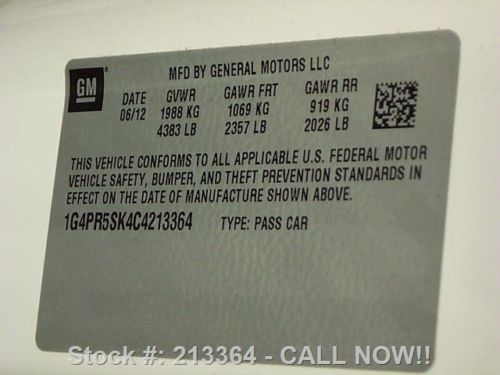 GM
®
MFD BY GENERAL MOTORS LLC
DATE GVWR GAWR FRT GAWR RR
06/12 1988 KG 1069 KG 919 KG
4383 LB 2357 LB 2026 LB
THIS VEHICLE CONFORMS TO ALL APPLICABLE U.S. FEDERAL MOTOR
VEHICLE SAFETY, BUMPER, AND THEFT PREVENTION STANDARDS IN
EFFECT ON THE DATE OF MANUFACTURE SHOWN ABOVE.
1G4PR5SK4C4213364 TYPE: PASS CAR
Stock #: 213364 - CALL NOW!!